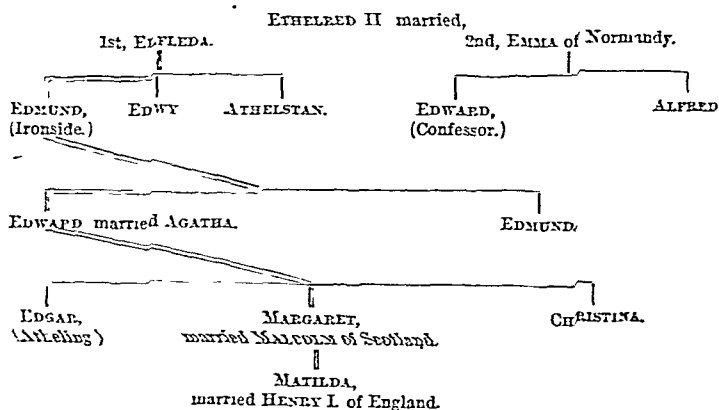 ETHELRED II married,
1st, ELFLEDA. 2nd, EMMA of Normandy.
EDMUND, EDWY ATHELSTAN. EDWARD, ALFRED
(Ironside.) (Confessor.)
EDWARD married AGATHA. EDMUND.
EDGAR, MARGARET, CHRISTINA.
(Atheling) married MALCOLM of Scotland.
MATILDA,
married HENRY I. of England.